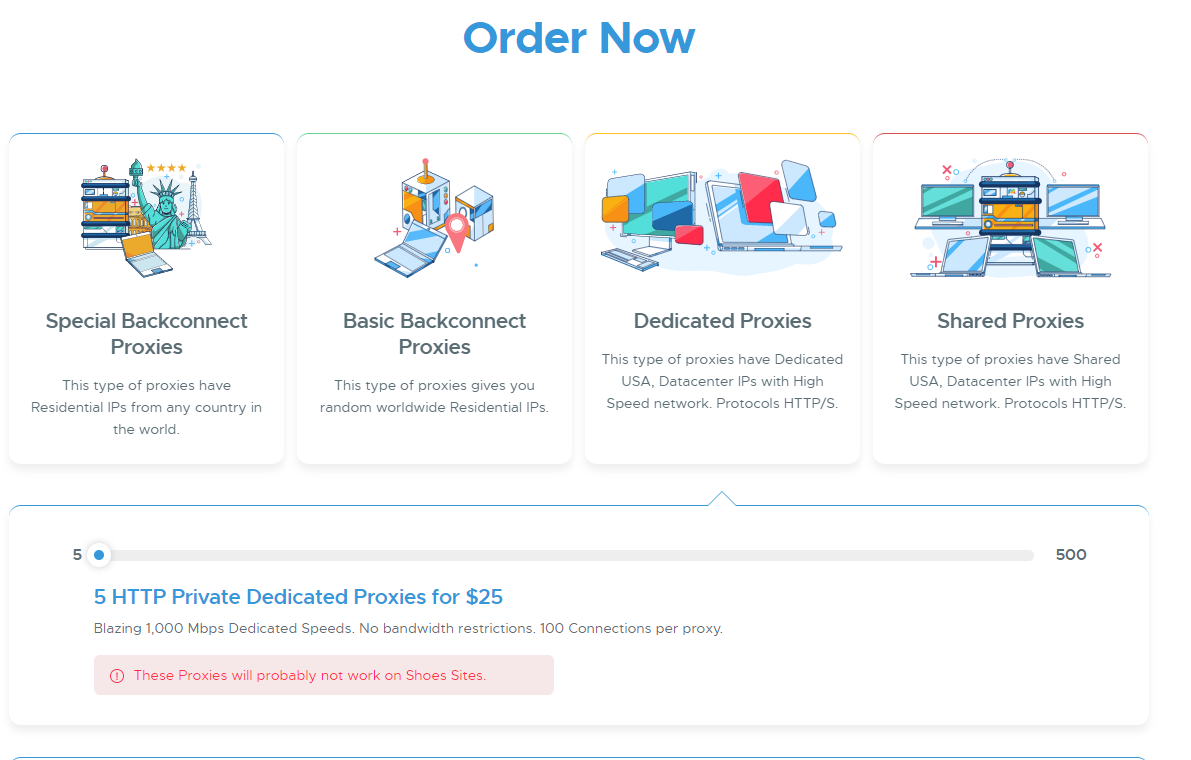 Order Now
Special Backconnect
Proxies
This type of proxies have
Residential IPs from any country in
the world.
Basic Backconnect
Proxies
This type of proxies gives you
random worldwide Residential IPs.
Dedicated Proxies
This type of proxies have Dedicated
USA, Datacenter IPs with High
Speed network. Protocols HTTP/S.
Shared Proxies
This type of proxies have Shared
USA, Datacenter IPs with High
Speed network. Protocols HTTP/S.
5
500
5 HTTP Private Dedicated Proxies for $25
Blazing 1,000 Mbps Dedicated Speeds. No bandwidth restrictions. 100 Connections per proxy.
These Proxies will probably not work on Shoes Sites.